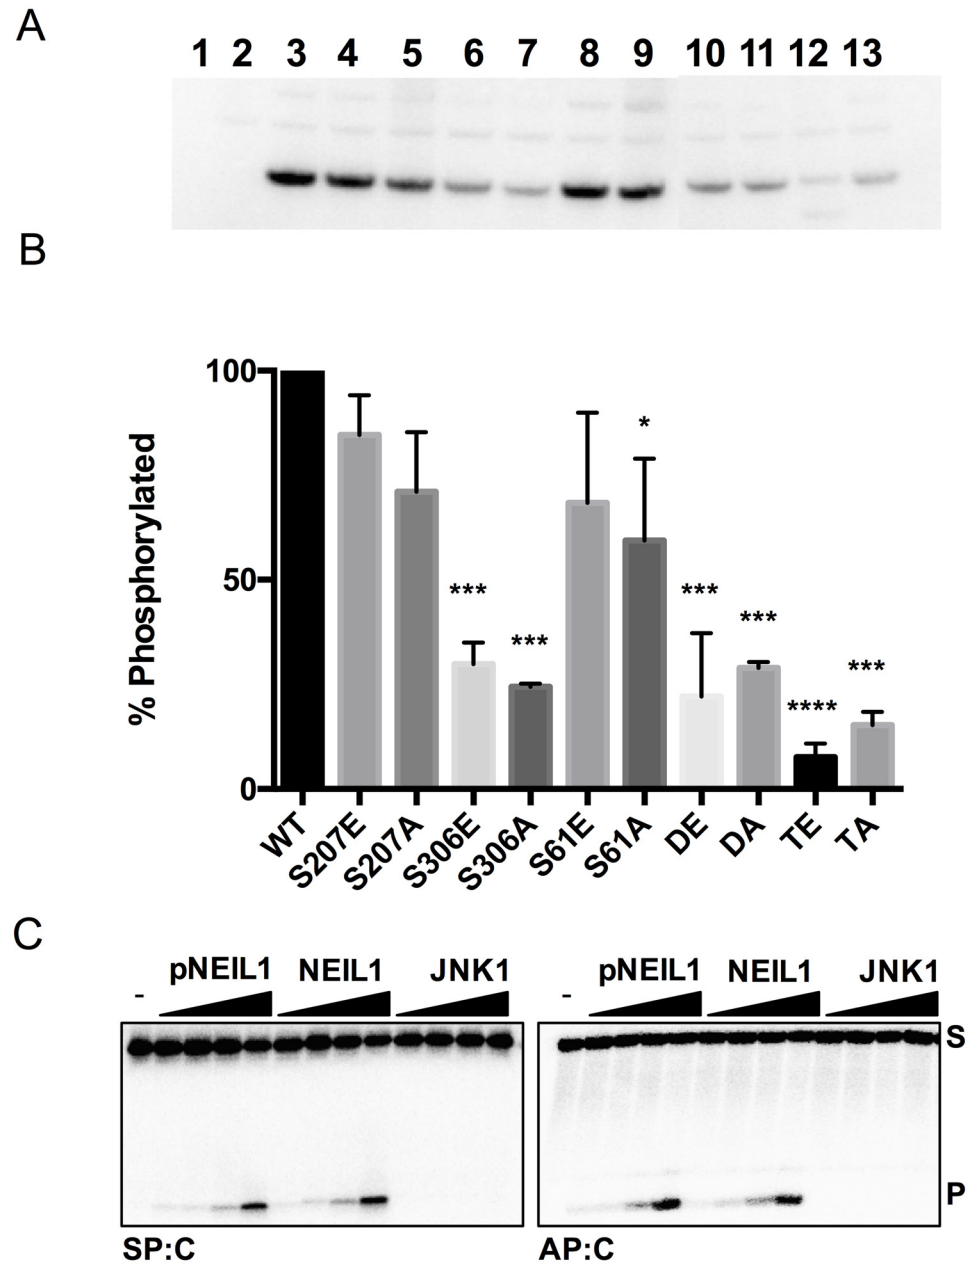 A
1 2 3 4 5 6 7 8 9 10 11 12 13
B
% Phosphorylated
100
50
0
*
***
***
***
***
****
***
WT S207E S207A S306E S306A S61E S61A DE DA TE TA
C
- pNEIL1 NEIL1 JNK1
- pNEIL1 NEIL1 JNK1
S
P
SP:C
AP:C